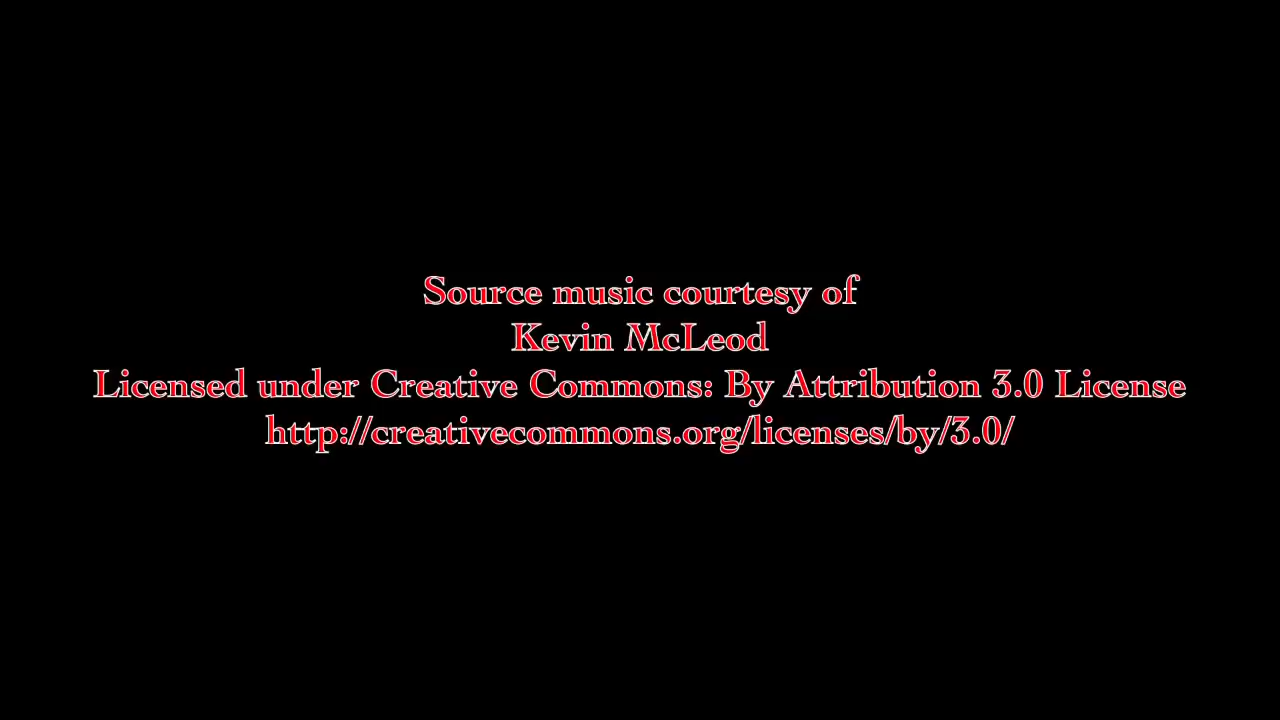 Source music courtesy of
Kevin McLeod
Licensed under Creative Commons: By Attribution 3.0 License
http://creativecommons.org/licenses/by/3.0/